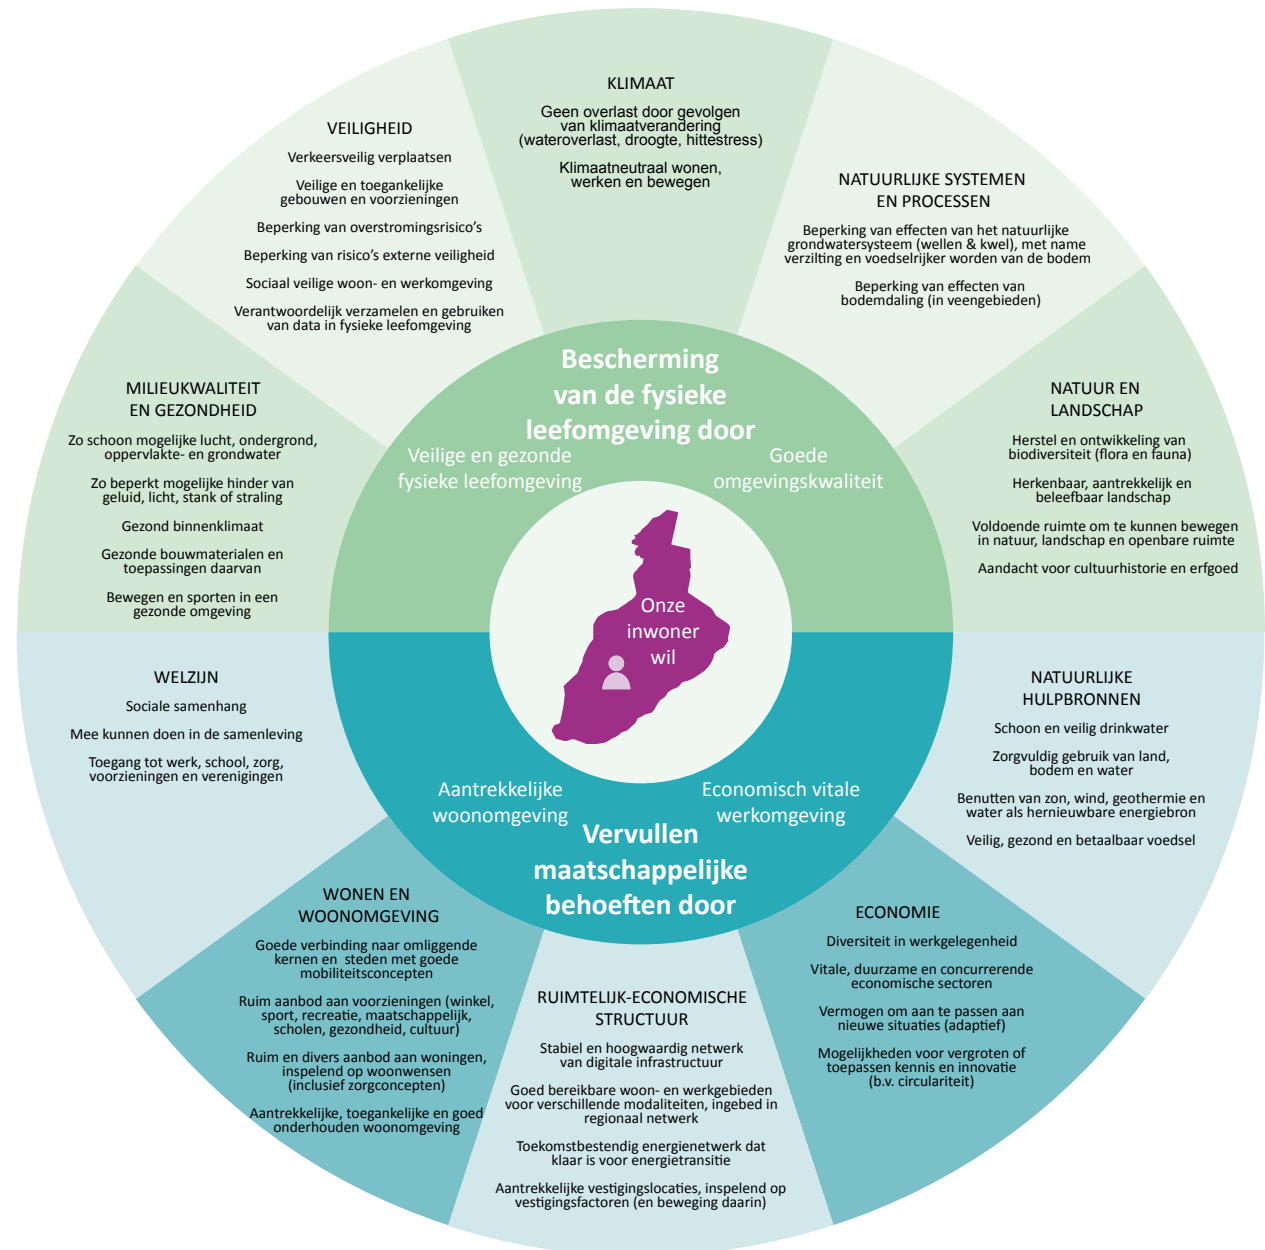 KLIMAAT
Geen overlast door gevolgen
van klimaatverandering
(wateroverlast, droogte, hittestress)
Klimaatneutraal wonen,
werken en bewegen
VEILIGHEID
Verkeersveilig verplaatsen
Veilige en toegankelijke
gebouwen en voorzieningen
Beperking van overstromingsrisico's
Beperking van risico's externe veiligheid
Sociaal veilige woon- en werkomgeving
Verantwoordelijk verzamelen en gebruiken
van data in fysieke leefomgeving
NATUURLIJKE SYSTEMEN
EN PROCESSEN
Beperking van effecten van het natuurlijke
grondwatersysteem (wellen & kwel), met name
verzilting en voedselrijker worden van de bodem
Beperking van effecten van
bodemdaling (in veengebieden)
MILIEUKWALITEIT
EN GEZONDHEID
Zo schoon mogelijke lucht, ondergrond,
oppervlakte- en grondwater
Zo beperkt mogelijke hinder van
geluid, licht, stank of straling
Gezond binnenklimaat
Gezonde bouwmaterialen en
toepassingen daarvan
Bewegen en sporten in een
gezonde omgeving
NATUUR EN
LANDSCHAP
Herstel en ontwikkeling van
biodiversiteit (flora en fauna)
Herkenbaar, aantrekkelijk en
beleefbaar landschap
Voldoende ruimte om te kunnen bewegen
in natuur, landschap en openbare ruimte
Aandacht voor cultuurhistorie en erfgoed
Bescherming
van de fysieke
leefomgeving door
Veilige en gezonde
fysieke leefomgeving
Goede
omgevingskwaliteit
Onze
inwoner
wil
Aantrekkelijke
woonomgeving
Economisch vitale
werkomgeving
Vervullen
maatschappelijke
behoeften door
WELZIJN
Sociale samenhang
Mee kunnen doen in de samenleving
Toegang tot werk, school, zorg,
voorzieningen en verenigingen
NATUURLIJKE
HULPBRONNEN
Schoon en veilig drinkwater
Zorgvuldig gebruik van land,
bodem en water
Benutten van zon, wind, geothermie en
water als hernieuwbare energiebron
Veilig, gezond en betaalbaar voedsel
WONEN EN
WOONOMGEVING
Goede verbinding naar omliggende
kernen en steden met goede
mobiliteitsconcepten
Ruim aanbod aan voorzieningen (winkel,
sport, recreatie, maatschappelijk,
scholen, gezondheid, cultuur)
Ruim en divers aanbod aan woningen,
inspelend op woonwensen
(inclusief zorgconcepten)
Aantrekkelijke, toegankelijke en goed
onderhouden woonomgeving
RUIMTELIJK-ECONOMISCHE
STRUCTUUR
Stabiel en hoogwaardig netwerk
van digitale infrastructuur
Goed bereikbare woon- en werkgebieden
voor verschillende modaliteiten, ingebed in
regionaal netwerk
Toekomstbestendig energienetwerk dat
klaar is voor energietransitie
Aantrekkelijke vestigingslocaties, inspelend op
vestigingsfactoren (en beweging daarin)
ECONOMIE
Diversiteit in werkgelegenheid
Vitale, duurzame en concurrerende
economische sectoren
Vermogen om aan te passen aan
nieuwe situaties (adaptief)
Mogelijkheden voor vergroten of
toepassen kennis en innovatie
(b.v. circulariteit)